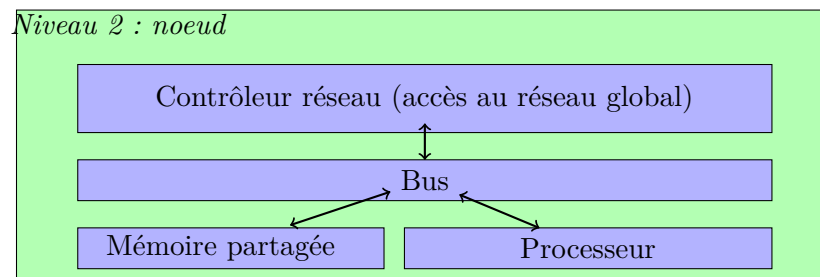 Niveau 2 : noeud
Contrôleur réseau (accès au réseau global)
Bus
Mémoire partagée
Processeur